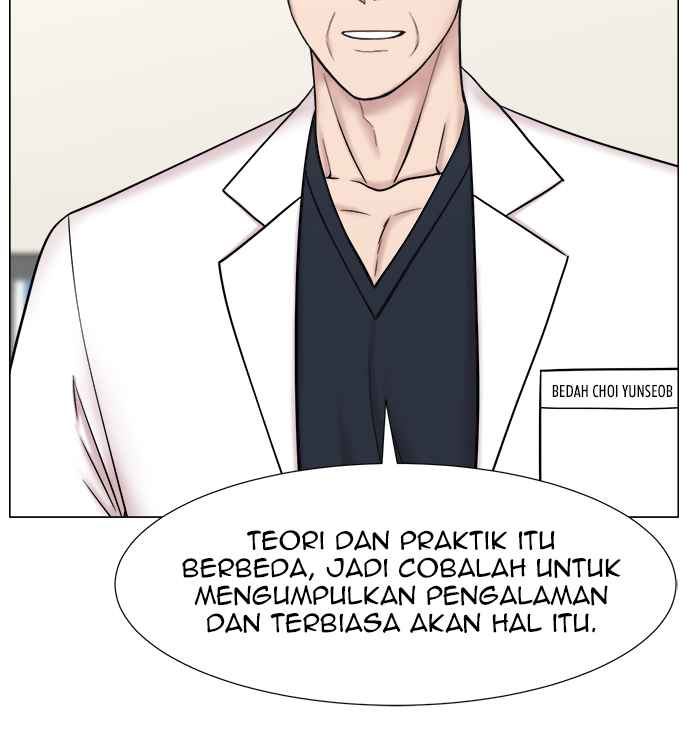 BEDAH CHOI YUNSEOB
TEORI DAN PRAKTIK ITU
BERBEDA, JADI COBALAH UNTUK
MENGUMPULKAN PENGALAMAN
DAN TERBIASA AKAN HAL ITU.